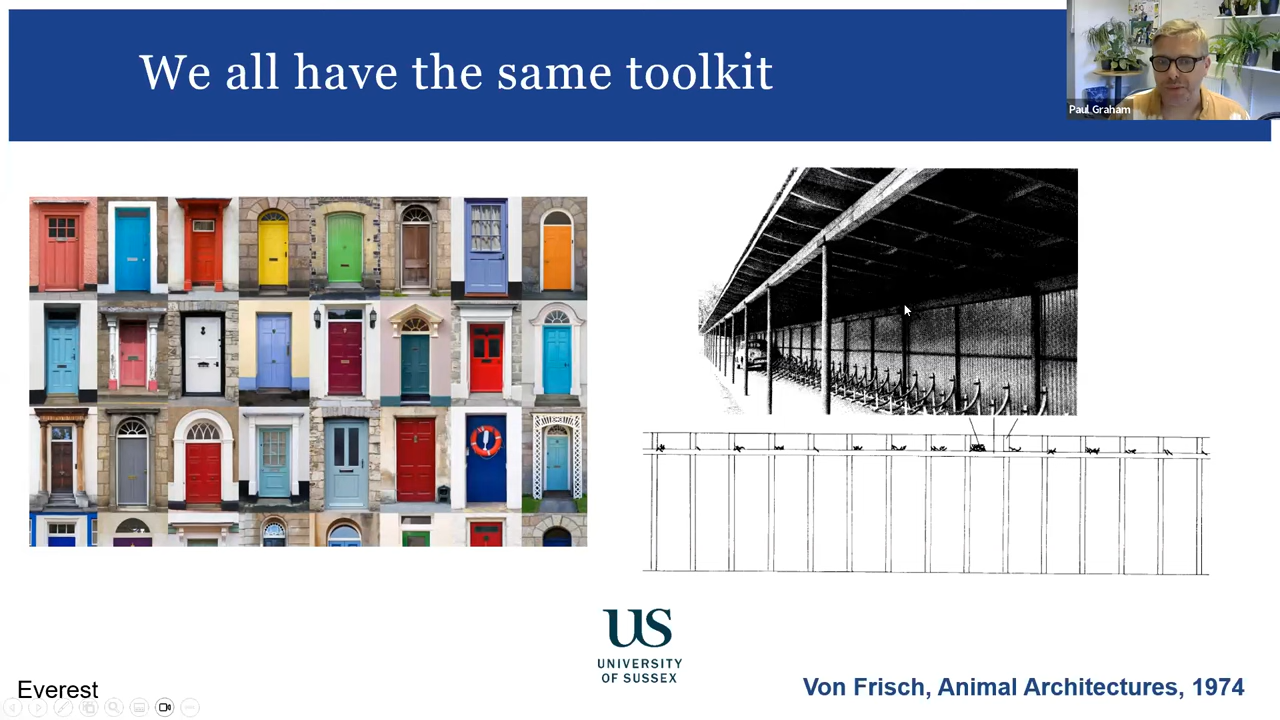 We all have the same toolkit
Paul Graham
US
UNIVERSITY
OF SUSSEX
Everest
Von Frisch, Animal Architectures, 1974